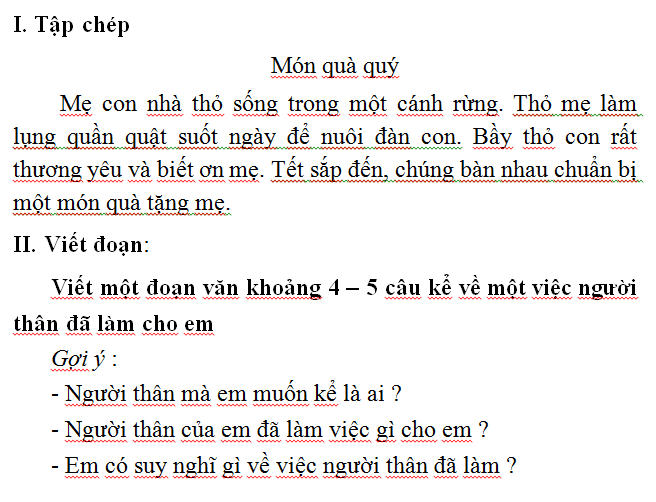 I. Tập chép
Món quà quý
Mẹ con nhà thỏ sống trong một cánh rừng. Thỏ mẹ làm
lụng quần quật suốt ngày để nuôi đàn con. Bầy thỏ con rất
thương yêu và biết ơn mẹ. Tết sắp đến, chúng bàn nhau chuẩn bị
một món quà tặng mẹ.
II. Viết đoạn:
Viết một đoạn văn khoảng 4 – 5 câu kể về một việc người
thân đã làm cho em
Gợi ý :
- Người thân mà em muốn kể là ai ?
- Người thân của em đã làm việc gì cho em ?
- Em có suy nghĩ gì về việc người thân đã làm ?